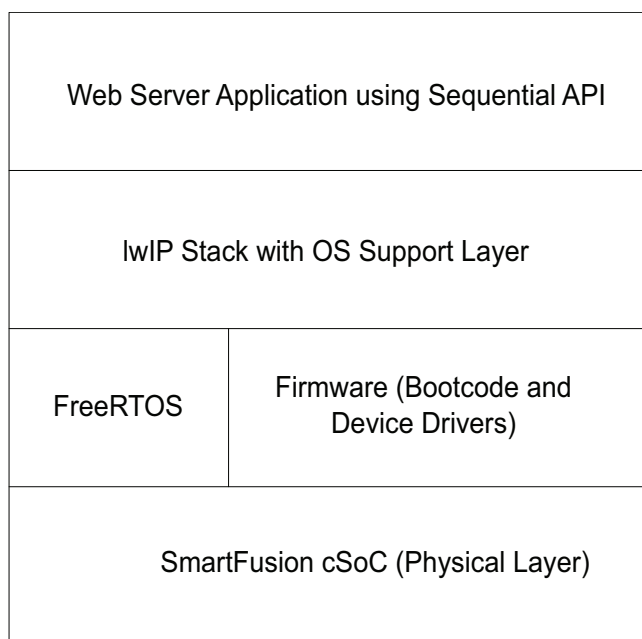 Web Server Application using Sequential API
lwIP Stack with OS Support Layer
FreeRTOS
Firmware (Bootcode and
Device Drivers)
SmartFusion cSoC (Physical Layer)